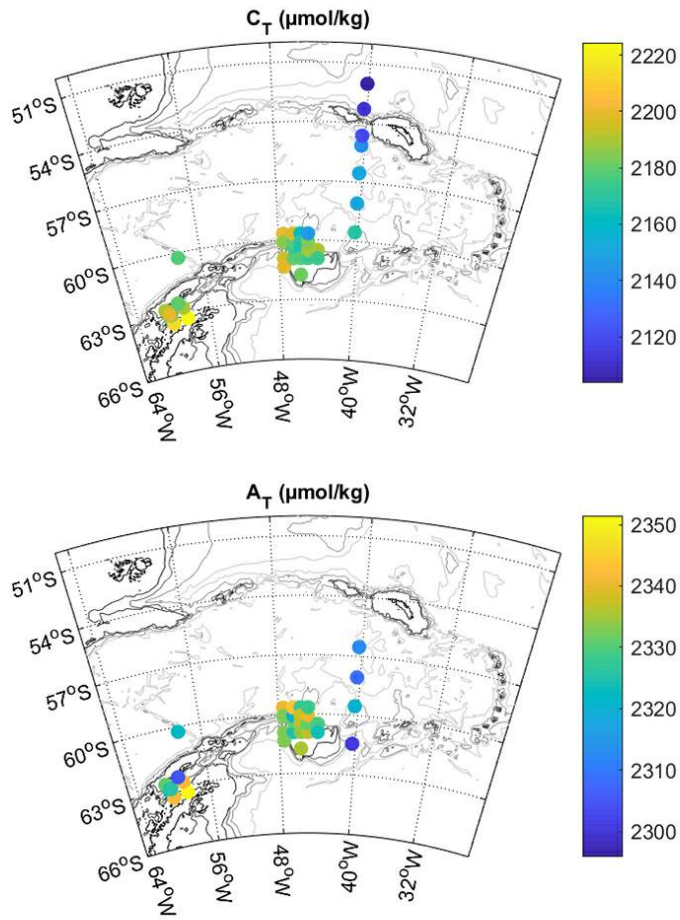 C_T (µmol/kg)
51°S
54°S
57°S
60°S
63°S
66°S
64°W
56°W
48°W
40°W
32°W
2220
2200
2180
2160
2140
2120
A_T (µmol/kg)
51°S
54°S
57°S
60°S
63°S
66°S
64°W
56°W
48°W
40°W
32°W
2350
2340
2330
2320
2310
2300